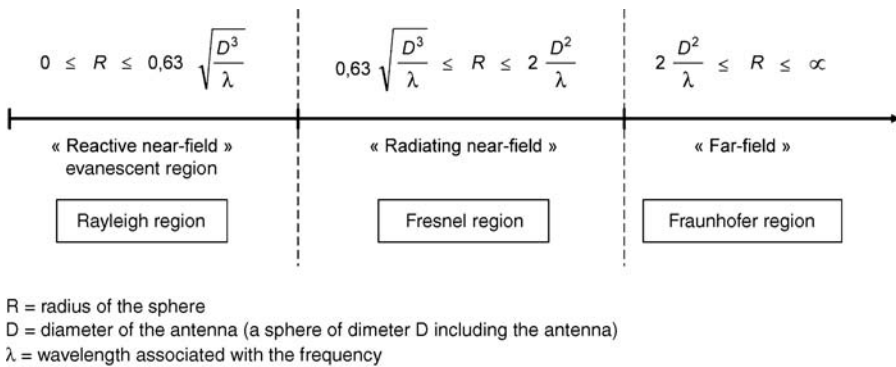 0 ≤ R ≤ 0,63 √(D³/λ)
0,63 √(D³/λ) ≤ R ≤ 2 D²/λ
2 D²/λ ≤ R ≤ ∝
« Reactive near-field »
evanescent region
« Radiating near-field »
« Far-field »
Rayleigh region
Fresnel region
Fraunhofer region
R = radius of the sphere
D = diameter of the antenna (a sphere of dimeter D including the antenna)
λ = wavelength associated with the frequency